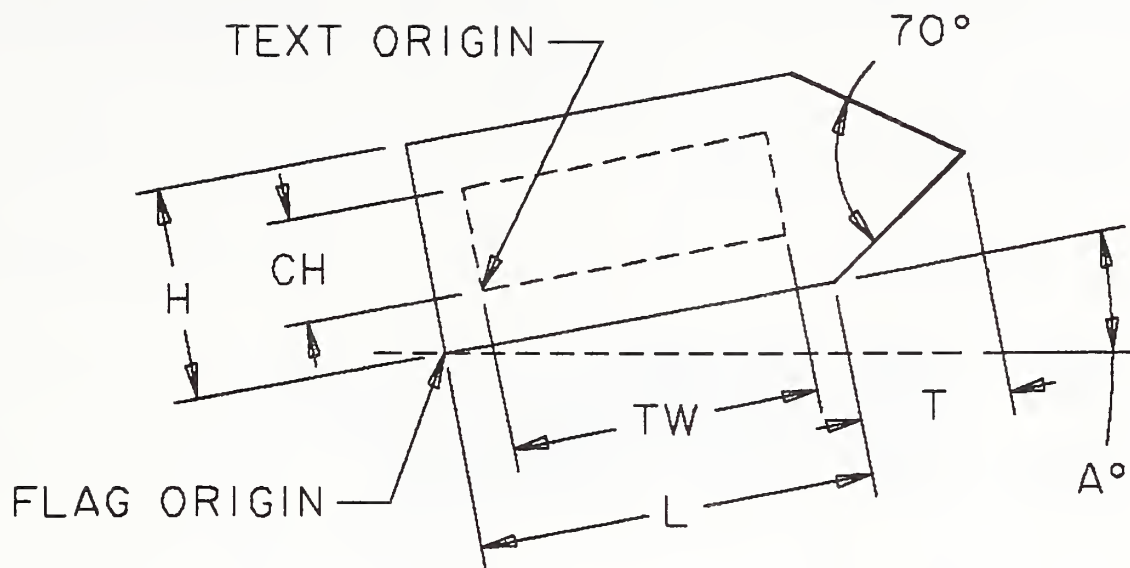 TEXT ORIGIN
70°
CH
H
TW
T
A°
L
FLAG ORIGIN